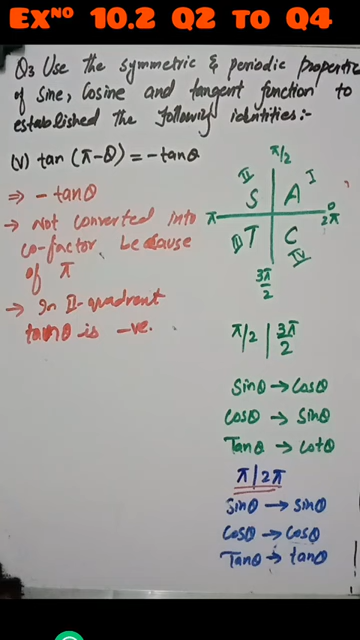 Ex NO 10.2 Q2 TO Q4
Q3 Use the symmetric & periodic properties
of sine, Cosine and tangent function to
established the following identities:-
(v) tan (π-θ) = -tanθ
⇒ - tanθ
→ Not converted into
co-factor, because
of π
→ In II-quadrent
tanθ is -ve.
π/2
II I
S A
π 0
2π
III T C
IV
3π/2
π/2 | 3π/2
Sinθ → Cosθ
Cosθ → Sinθ
Tanθ → Cotθ
π | 2π
Sinθ → sinθ
Cosθ → Cosθ
Tanθ → tanθ